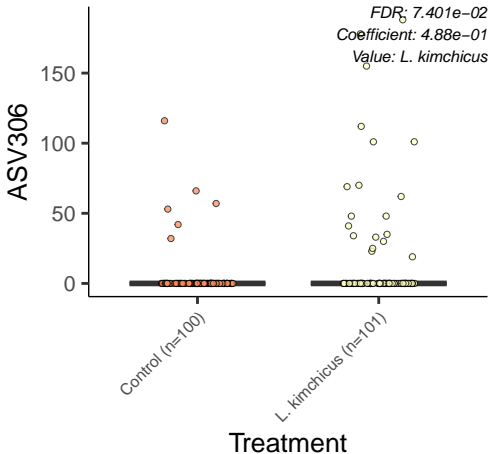 FDR: 7.401e−02
Coefficient: 4.88e−01
Value: L. kimchicus
ASV306
150
100
50
0
Control (n=100)
L. kimchicus (n=101)
Treatment